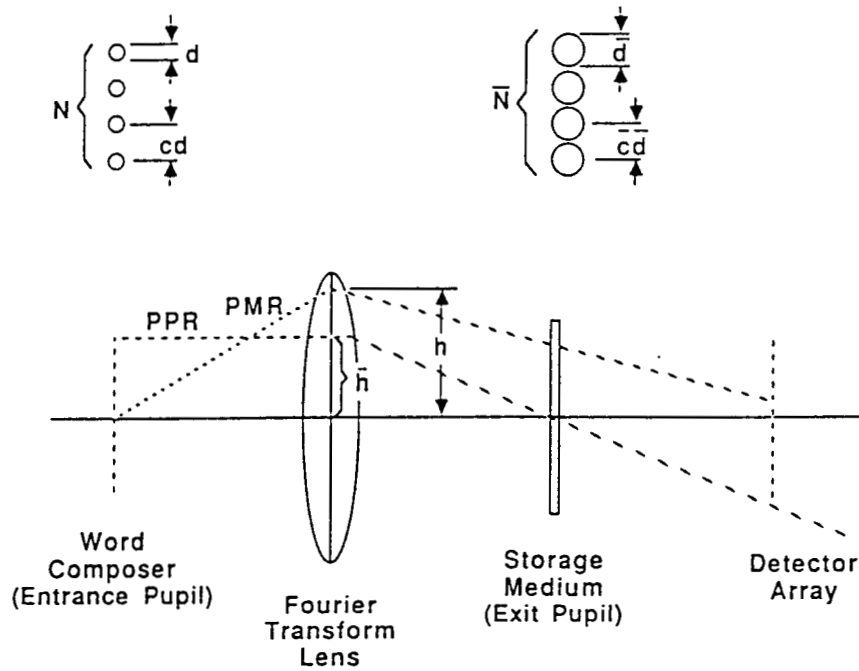 N
d
cd
N̅
d̅
c̅d̅
PPR
PMR
h̅
h
Word
Composer
(Entrance Pupil)
Fourier
Transform
Lens
Storage
Medium
(Exit Pupil)
Detector
Array